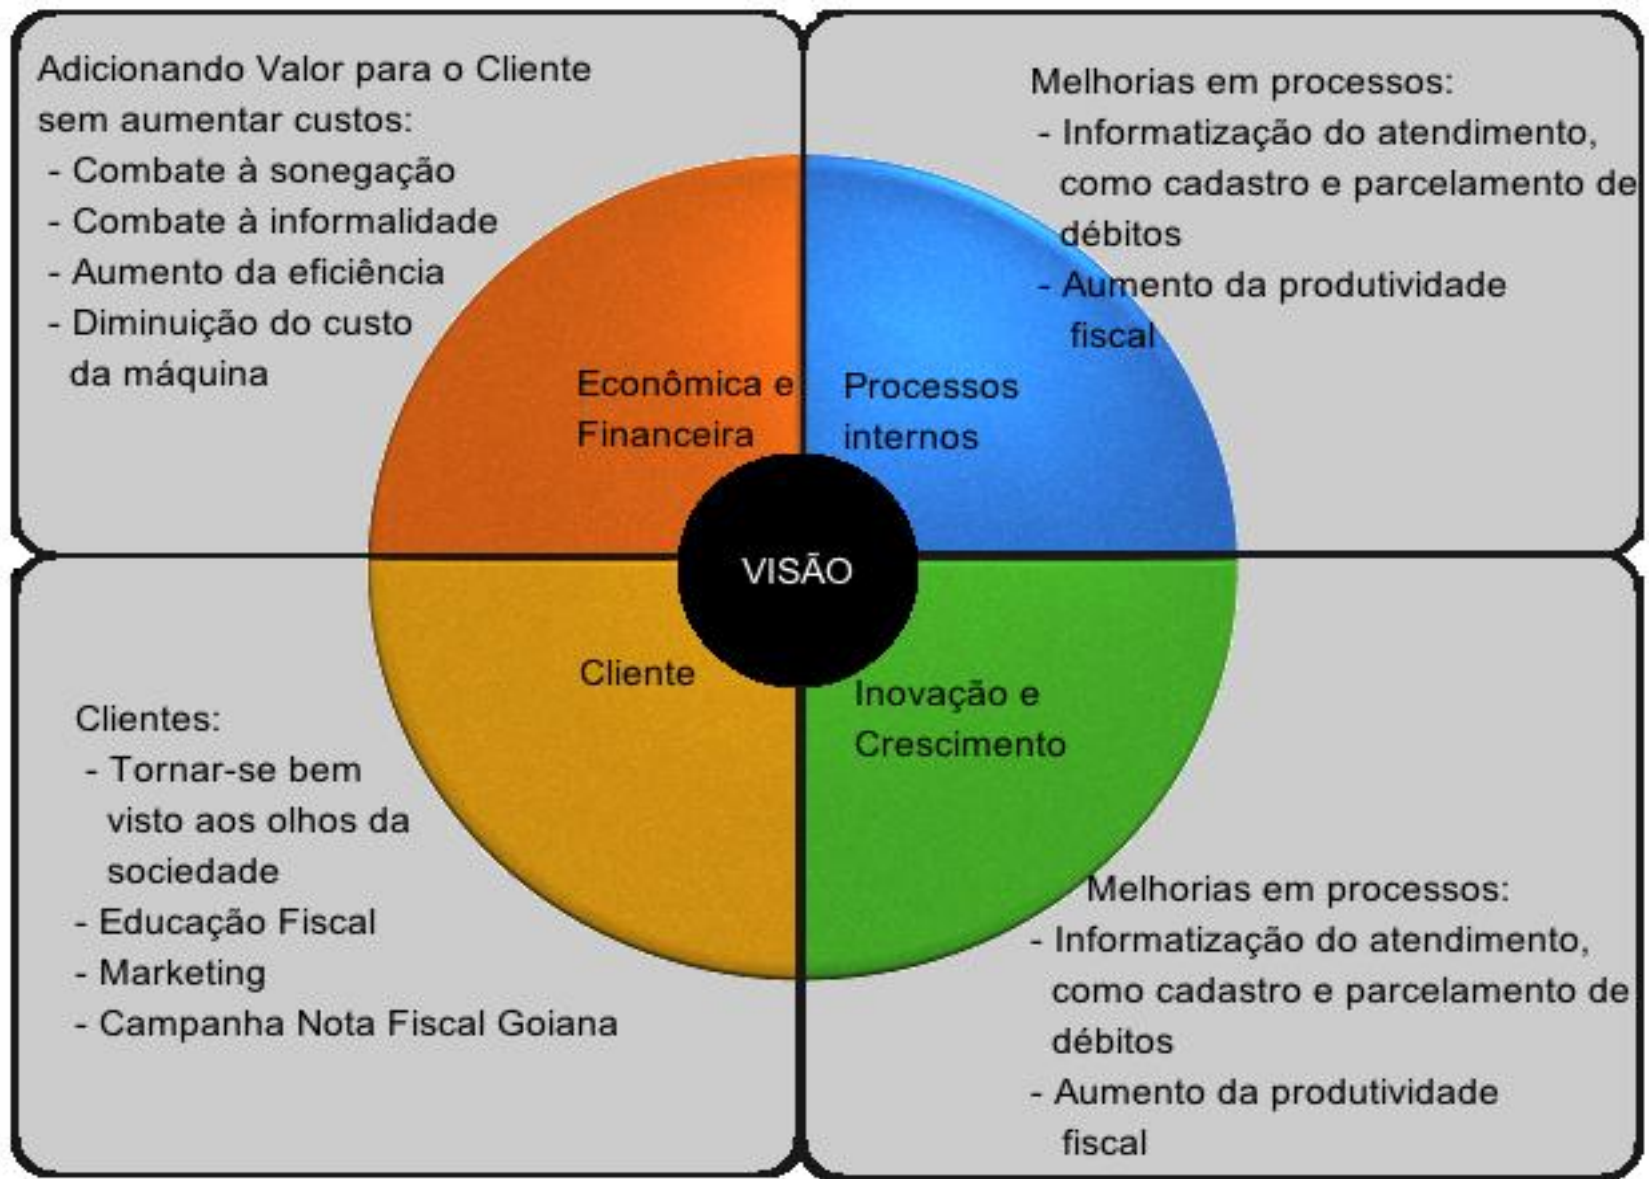 Adicionando Valor para o Cliente
sem aumentar custos:
- Combate à sonegação
- Combate à informalidade
- Aumento da eficiência
- Diminuição do custo
da máquina
Econômica e
Financeira
Melhorias em processos:
- Informatização do atendimento,
como cadastro e parcelamento de
débitos
- Aumento da produtividade
fiscal
Processos
internos
VISÃO
Cliente
Clientes:
- Tornar-se bem
visto aos olhos da
sociedade
- Educação Fiscal
- Marketing
- Campanha Nota Fiscal Goiana
Inovação e
Crescimento
Melhorias em processos:
- Informatização do atendimento,
como cadastro e parcelamento de
débitos
- Aumento da produtividade
fiscal